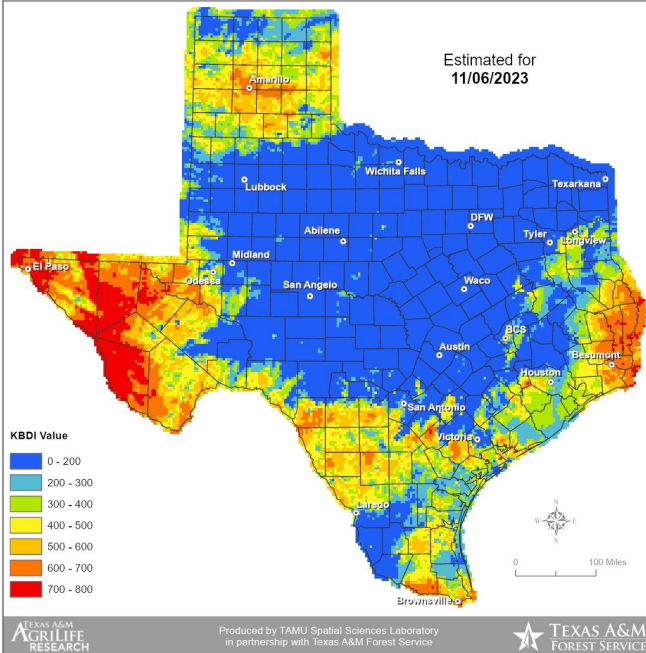 Estimated for
11/06/2023
Amarillo
Wichita Falls
Lubbock
Texarkana
DFW
Abilene
Tyler
Longview
Midland
El Paso
Odessa
San Angelo
Waco
BCS
Austin
Beaumont
Houston
San Antonio
Victoria
KBDI Value
0 - 200
200 - 300
300 - 400
400 - 500
500 - 600
600 - 700
700 - 800
Laredo
N
W E
S
0 100 Miles
Brownsville
TEXAS A&M
AGRILIFE
RESEARCH
Produced by TAMU Spatial Sciences Laboratory
in partnership with Texas A&M Forest Service
TEXAS A&M
FOREST SERVICE